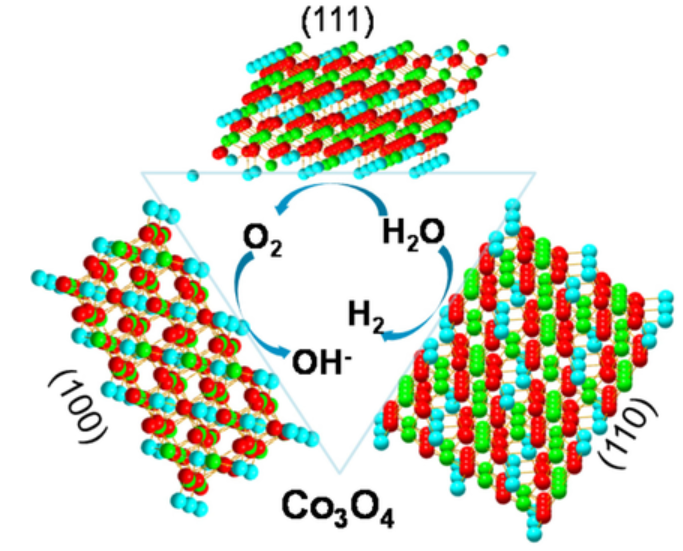 (111)
O₂
H₂O
H₂
OH⁻
(100)
(110)
Co₃O₄